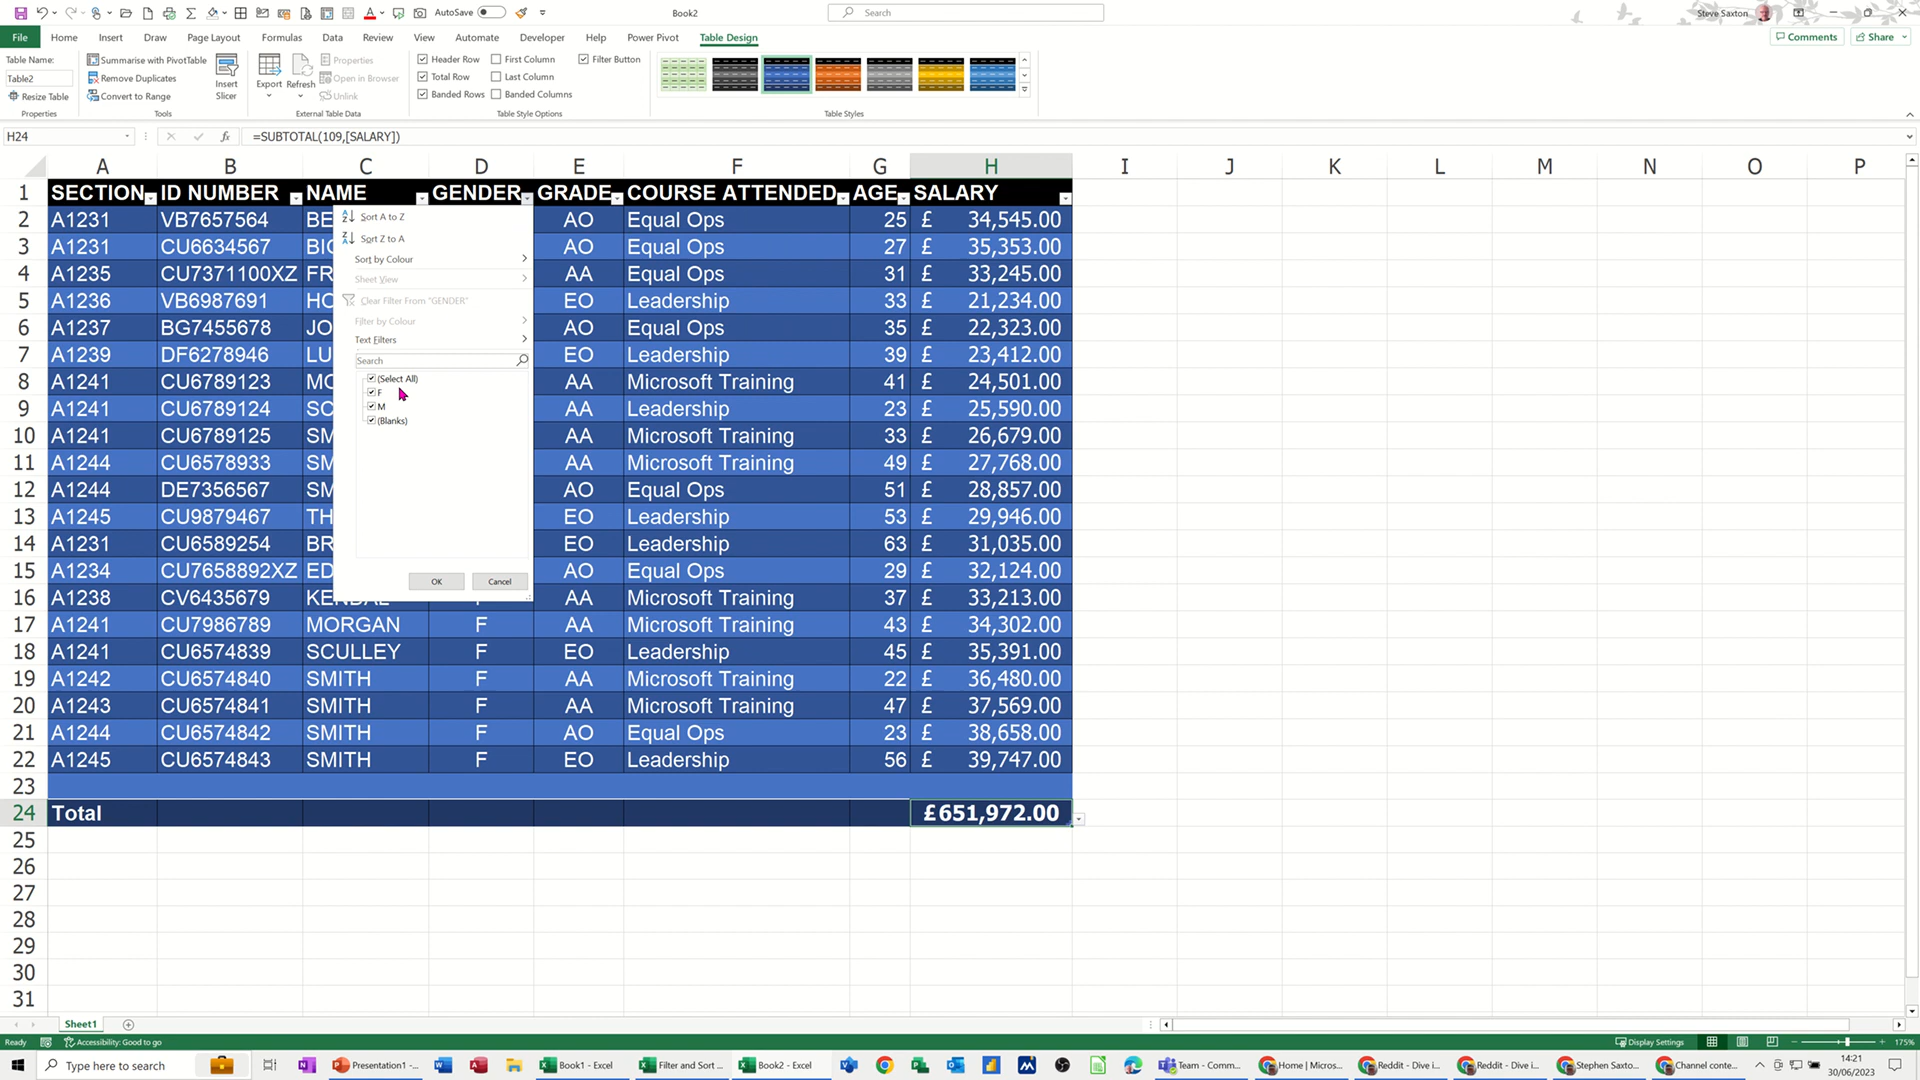 AutoSave
Book2
Search
Steve Saxton
File Home Insert Draw Page Layout Formulas Data Review View Automate Developer Help Power Pivot Table Design
Comments Share
Table Name:
Table2
Resize Table
Properties
Summarise with PivotTable
Remove Duplicates
Convert to Range
Insert Slicer
Tools
Export
Refresh
Properties
Open in Browser
Unlink
External Table Data
Header Row First Column Filter Button
Total Row Last Column
Banded Rows Banded Columns
Table Style Options
Table Styles
H24 fx =SUBTOTAL(109,[SALARY])
A B C D E F G H I J K L M N O P
1 SECTION ID NUMBER NAME GENDER GRADE COURSE ATTENDED AGE SALARY
2 A1231 VB7657564 BE AO Equal Ops 25 £ 34,545.00
3 A1231 CU6634567 BIG AO Equal Ops 27 £ 35,353.00
4 A1235 CU7371100XZ FR AA Equal Ops 31 £ 33,245.00
5 A1236 VB6987691 HO EO Leadership 33 £ 21,234.00
6 A1237 BG7455678 JO AO Equal Ops 35 £ 22,323.00
7 A1239 DF6278946 LU EO Leadership 39 £ 23,412.00
8 A1241 CU6789123 MO AA Microsoft Training 41 £ 24,501.00
9 A1241 CU6789124 SC AA Leadership 23 £ 25,590.00
10 A1241 CU6789125 SM AA Microsoft Training 33 £ 26,679.00
11 A1244 CU6578933 SM AA Microsoft Training 49 £ 27,768.00
12 A1244 DE7356567 SM AO Equal Ops 51 £ 28,857.00
13 A1245 CU9879467 TH EO Leadership 53 £ 29,946.00
14 A1231 CU6589254 BR EO Leadership 63 £ 31,035.00
15 A1234 CU7658892XZ ED AO Equal Ops 29 £ 32,124.00
16 A1238 CV6435679 KENDAL F AA Microsoft Training 37 £ 33,213.00
17 A1241 CU7986789 MORGAN F AA Microsoft Training 43 £ 34,302.00
18 A1241 CU6574839 SCULLEY F EO Leadership 45 £ 35,391.00
19 A1242 CU6574840 SMITH F AA Microsoft Training 22 £ 36,480.00
20 A1243 CU6574841 SMITH F AA Microsoft Training 47 £ 37,569.00
21 A1244 CU6574842 SMITH F AO Equal Ops 23 £ 38,658.00
22 A1245 CU6574843 SMITH F EO Leadership 56 £ 39,747.00
23
24 Total £651,972.00
25
26
27
28
29
30
31
Sort A to Z
Sort Z to A
Sort by Colour
Sheet View
Clear Filter From "GENDER"
Filter by Colour
Text Filters
Search
(Select All)
F
M
(Blanks)
OK Cancel
Sheet1
Ready Accessibility: Good to go Display Settings 175%
Type here to search
Presentation1 -...
Book1 - Excel
Filter and Sort ...
Book2 - Excel
Team - Comm...
Home | Micros...
Reddit - Dive i...
Reddit - Dive i...
Stephen Saxto...
Channel conte...
14:21
30/06/2023